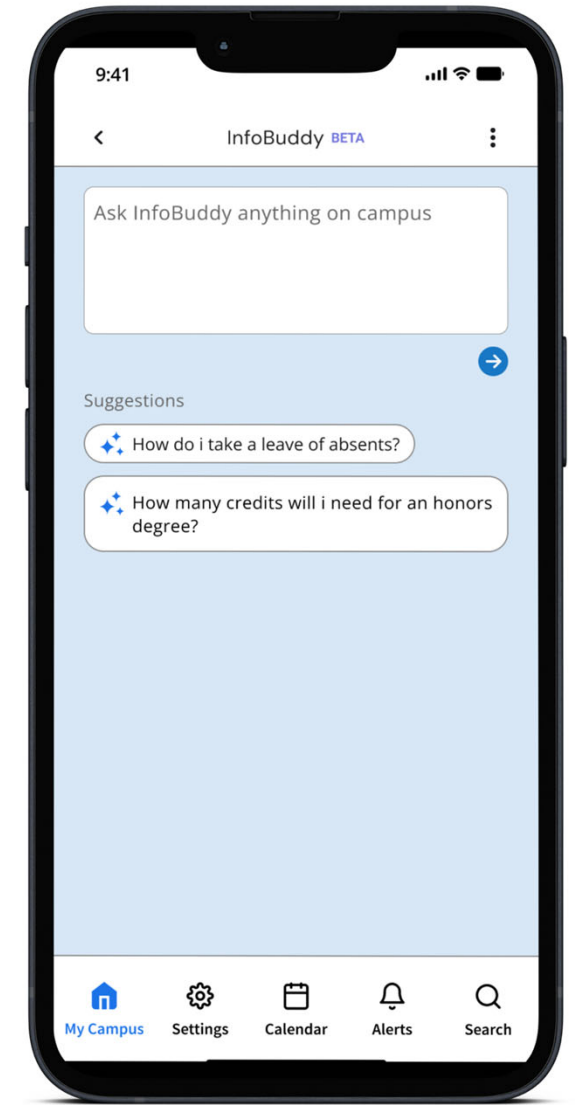 9:41
InfoBuddy BETA
Ask InfoBuddy anything on campus
Suggestions
How do i take a leave of absents?
How many credits will i need for an honors
degree?
My Campus Settings Calendar Alerts Search